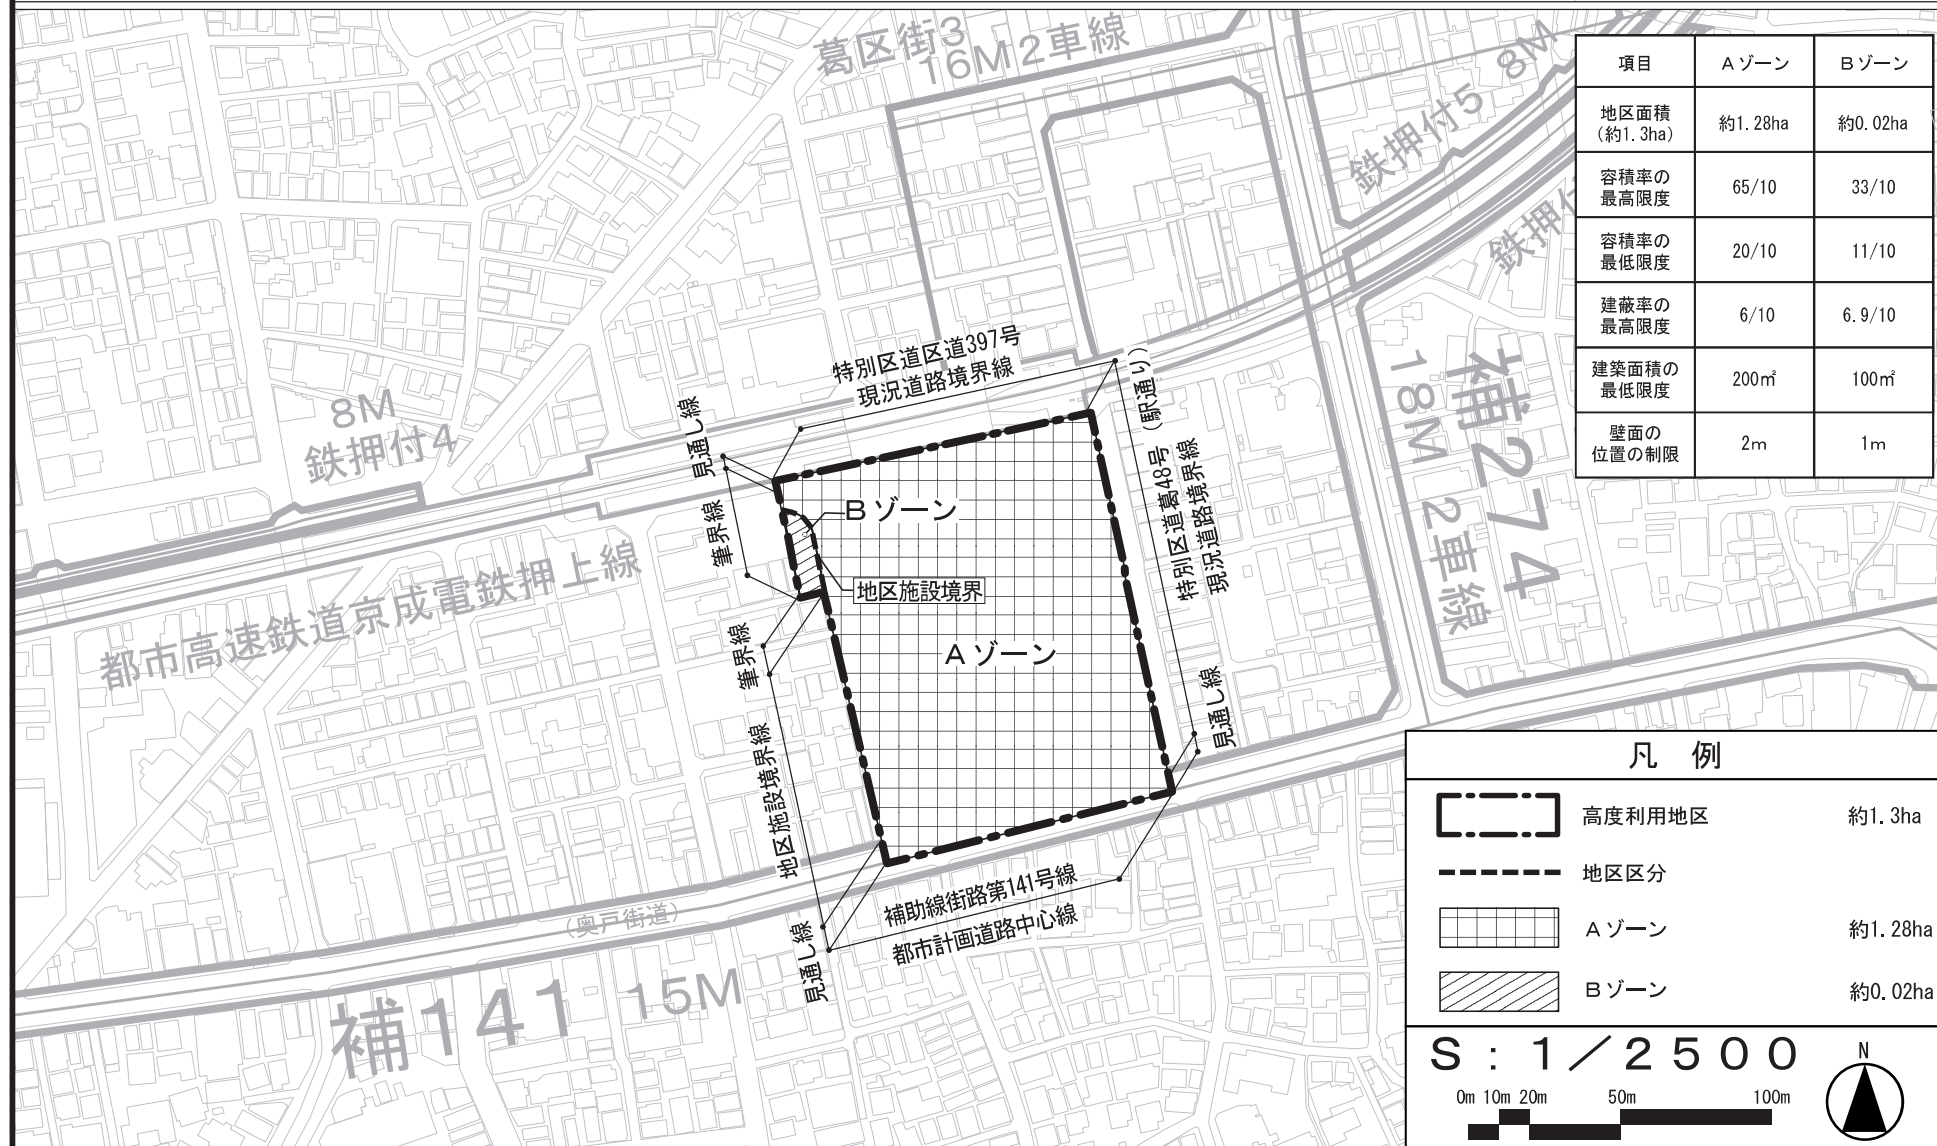 葛区街3
16M2車線
8M
鉄押付5
項目 Aゾーン Bゾーン
地区面積
(約1.3ha) 約1.28ha 約0.02ha
容積率の
最高限度 65/10 33/10
容積率の
最低限度 20/10 11/10
建蔽率の
最高限度 6/10 6.9/10
建築面積の
最低限度 200㎡ 100㎡
壁面の
位置の制限 2m 1m
鉄押付
特別区道区道397号
現況道路境界線
(駅通り)
特別区道葛48号
現況道路境界線
8M
鉄押付4
見通し線
筆界線
Bゾーン
地区施設境界
補274
18M 2車線
都市高速鉄道京成電鉄押上線
Aゾーン
筆界線
地区施設境界線
見通し線
(奥戸街道)
補助線街路第141号線
都市計画道路中心線
見通し線
補141 15M
凡 例
高度利用地区 約1.3ha
地区区分
Aゾーン 約1.28ha
Bゾーン 約0.02ha
S:1/2500
N
0m 10m 20m 50m 100m